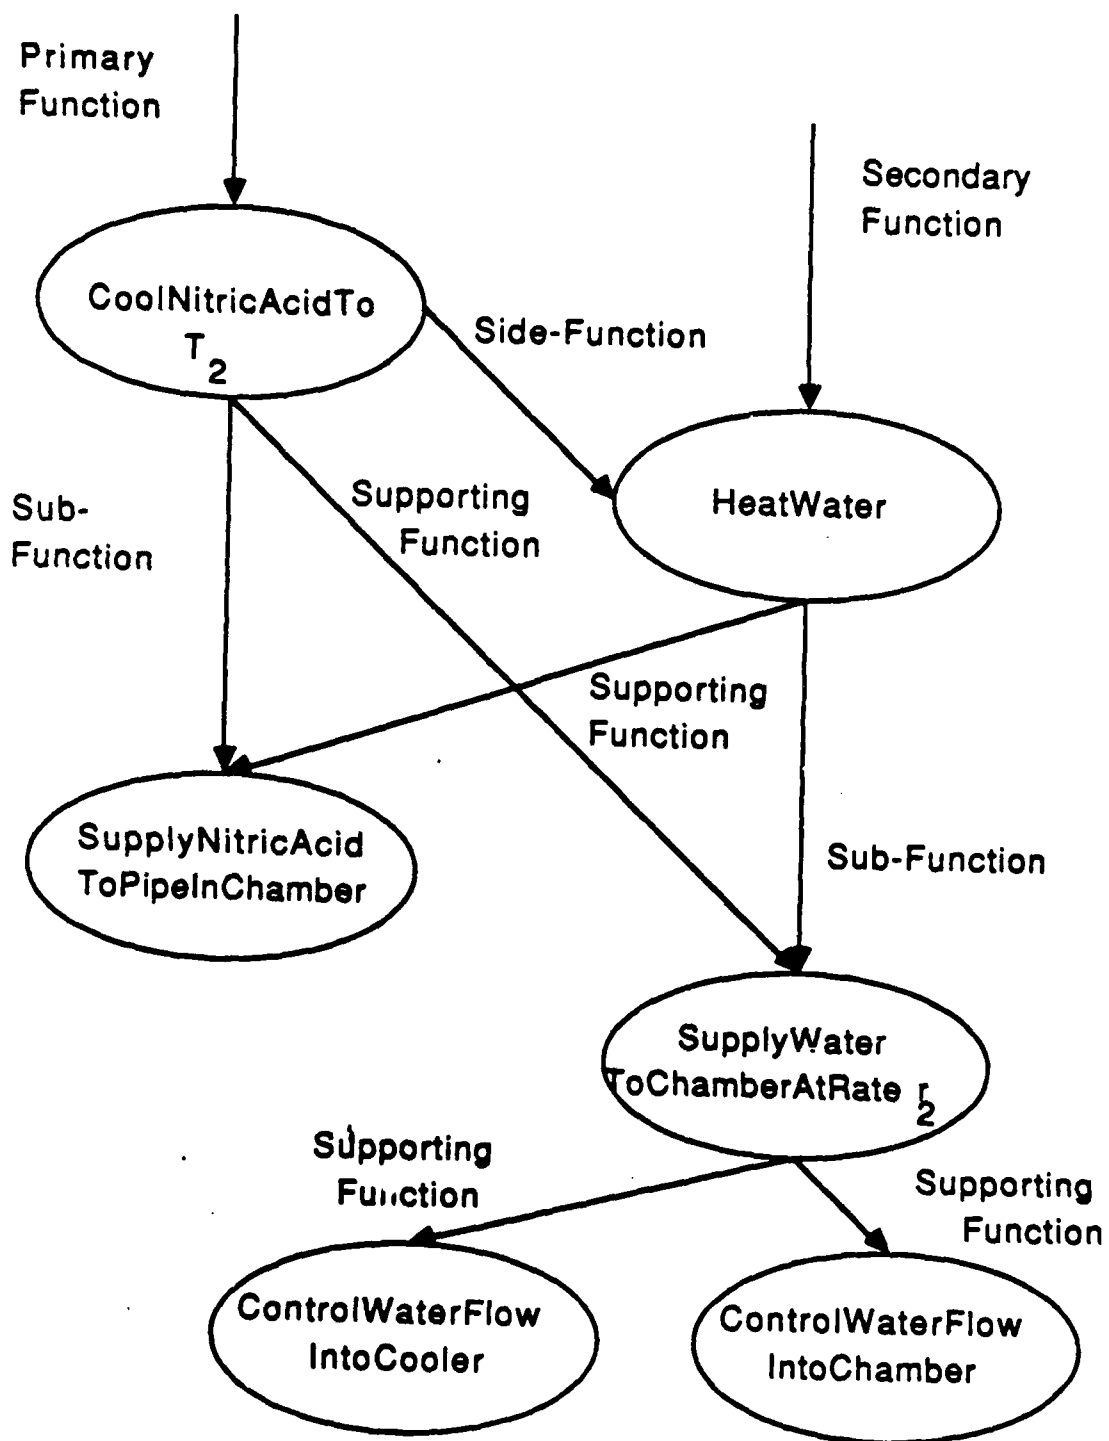 Primary
Function
Secondary
Function
CoolNitricAcidTo
T2
Side-Function
Sub-
Function
Supporting
Function
HeatWater
Supporting
Function
SupplyNitricAcid
ToPipeInChamber
Sub-Function
SupplyWater
ToChamberAtRate r2
Supporting
Function
Supporting
Function
ControlWaterFlow
IntoCooler
ControlWaterFlow
IntoChamber